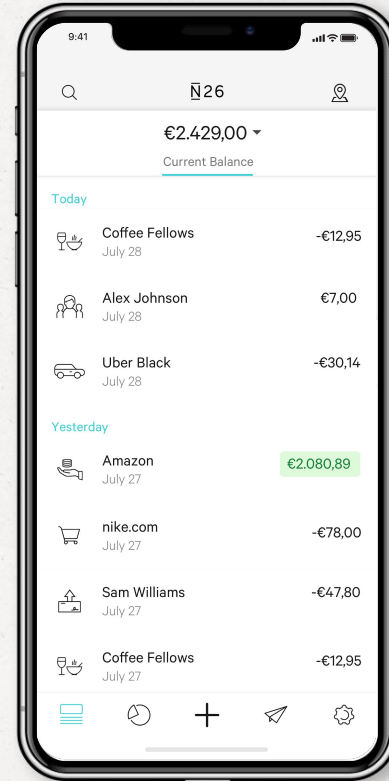 9:41
N26
€2.429,00
Current Balance
Today
Coffee Fellows -€12,95
July 28
Alex Johnson €7,00
July 28
Uber Black -€30,14
July 28
Yesterday
Amazon €2.080,89
July 27
nike.com -€78,00
July 27
Sam Williams -€47,80
July 27
Coffee Fellows -€12,95
July 27